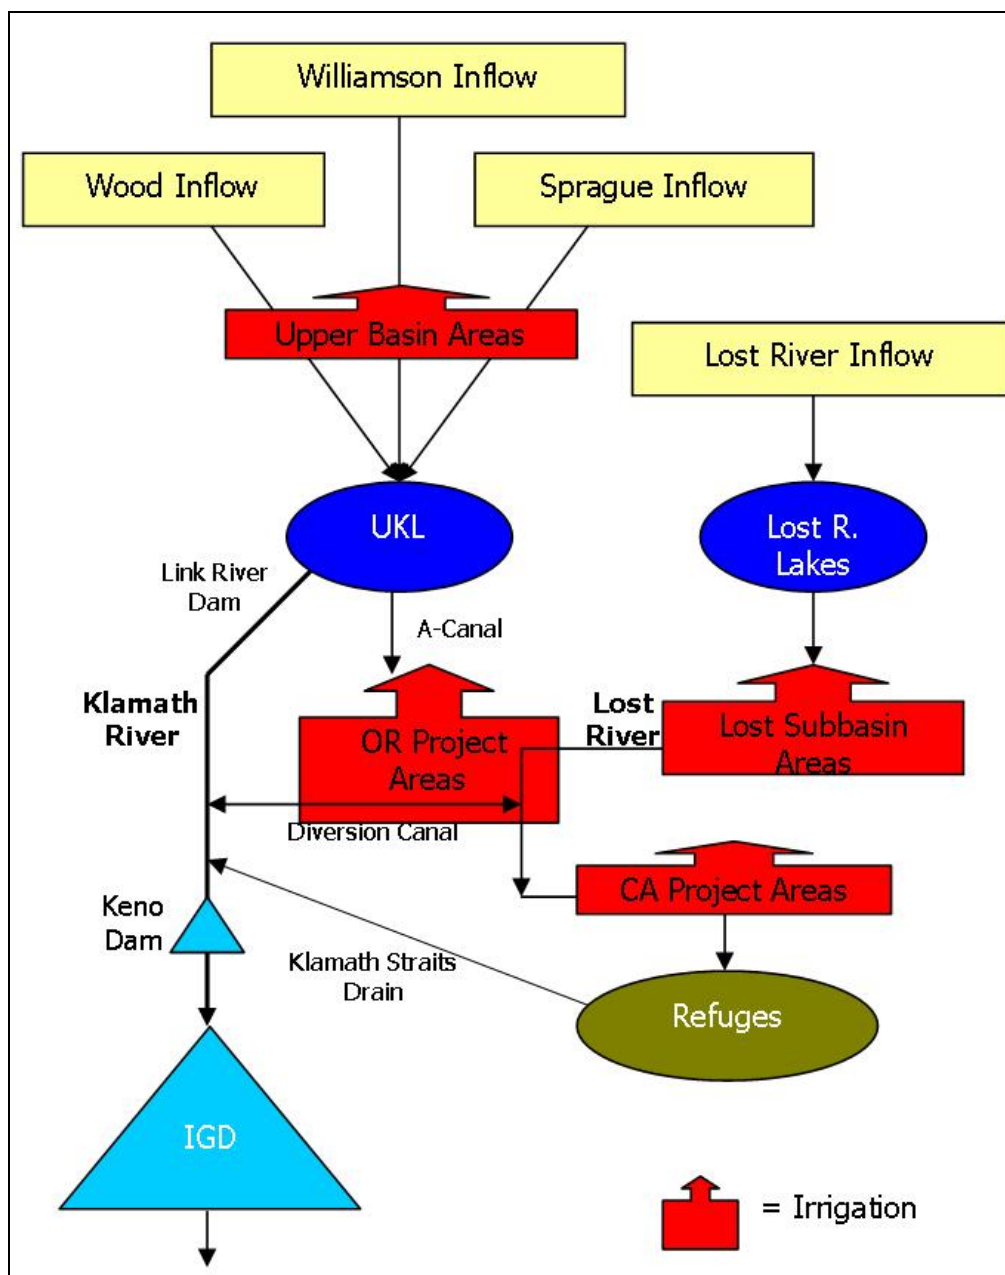 Williamson Inflow
Wood Inflow
Sprague Inflow
Upper Basin Areas
Lost River Inflow
UKL
Lost R.
Lakes
Link River
Dam
A-Canal
Klamath
River
OR Project
Areas
Lost
River
Lost Subbasin
Areas
Diversion Canal
CA Project Areas
Keno
Dam
Klamath Straits
Drain
Refuges
IGD
= Irrigation